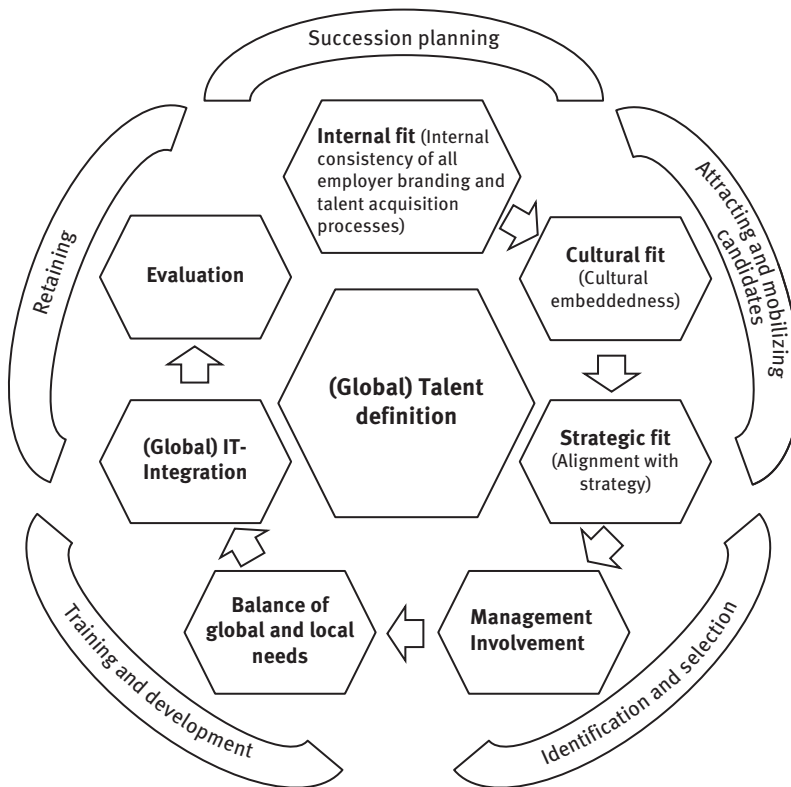 Succession planning
Attracting and mobilizing
candidates
Identification and selection
Training and development
Retaining
Internal fit (Internal
consistency of all
employer branding and
talent acquisition
processes)
Cultural fit
(Cultural
embeddedness)
Strategic fit
(Alignment with
strategy)
Management
Involvement
Balance of
global and local
needs
(Global) IT-
Integration
Evaluation
(Global) Talent
definition